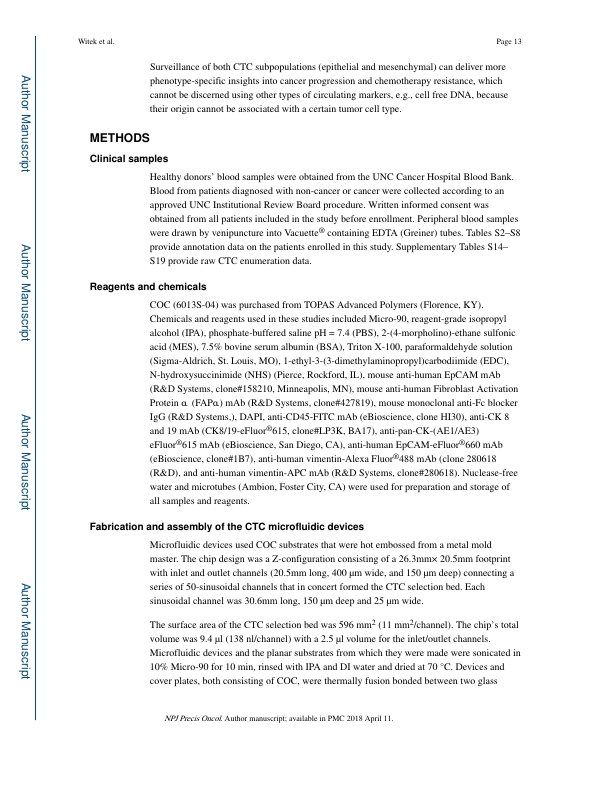 Witek et al.
Page 13
Author Manuscript
Author Manuscript
Author Manuscript
Author Manuscript
Surveillance of both CTC subpopulations (epithelial and mesenchymal) can deliver more
phenotype-specific insights into cancer progression and chemotherapy resistance, which
cannot be discerned using other types of circulating markers, e.g., cell free DNA, because
their origin cannot be associated with a certain tumor cell type.
METHODS
Clinical samples
Healthy donors' blood samples were obtained from the UNC Cancer Hospital Blood Bank.
Blood from patients diagnosed with non-cancer or cancer were collected according to an
approved UNC Institutional Review Board procedure. Written informed consent was
obtained from all patients included in the study before enrollment. Peripheral blood samples
were drawn by venipuncture into Vacuette® containing EDTA (Greiner) tubes. Tables S2–S8
provide annotation data on the patients enrolled in this study. Supplementary Tables S14–
S19 provide raw CTC enumeration data.
Reagents and chemicals
COC (6013S-04) was purchased from TOPAS Advanced Polymers (Florence, KY).
Chemicals and reagents used in these studies included Micro-90, reagent-grade isopropyl
alcohol (IPA), phosphate-buffered saline pH = 7.4 (PBS), 2-(4-morpholino)-ethane sulfonic
acid (MES), 7.5% bovine serum albumin (BSA), Triton X-100, paraformaldehyde solution
(Sigma-Aldrich, St. Louis, MO), 1-ethyl-3-(3-dimethylaminopropyl)carbodiimide (EDC),
N-hydroxysuccinimide (NHS) (Pierce, Rockford, IL), mouse anti-human EpCAM mAb
(R&D Systems, clone#158210, Minneapolis, MN), mouse anti-human Fibroblast Activation
Protein α (FAPα) mAb (R&D Systems, clone#427819), mouse monoclonal anti-Fc blocker
IgG (R&D Systems,), DAPI, anti-CD45-FITC mAb (eBioscience, clone HI30), anti-CK 8
and 19 mAb (CK8/19-eFluor®615, clone#LP3K, BA17), anti-pan-CK-(AE1/AE3)
eFluor®615 mAb (eBioscience, San Diego, CA), anti-human EpCAM-eFluor®660 mAb
(eBioscience, clone#1B7), anti-human vimentin-Alexa Fluor®488 mAb (clone 280618
(R&D), and anti-human vimentin-APC mAb (R&D Systems, clone#280618). Nuclease-free
water and microtubes (Ambion, Foster City, CA) were used for preparation and storage of
all samples and reagents.
Fabrication and assembly of the CTC microfluidic devices
Microfluidic devices used COC substrates that were hot embossed from a metal mold
master. The chip design was a Z-configuration consisting of a 26.3mm× 20.5mm footprint
with inlet and outlet channels (20.5mm long, 400 μm wide, and 150 μm deep) connecting a
series of 50-sinusoidal channels that in concert formed the CTC selection bed. Each
sinusoidal channel was 30.6mm long, 150 μm deep and 25 μm wide.
The surface area of the CTC selection bed was 596 mm² (11 mm²/channel). The chip's total
volume was 9.4 μl (138 nl/channel) with a 2.5 μl volume for the inlet/outlet channels.
Microfluidic devices and the planar substrates from which they were made were sonicated in
10% Micro-90 for 10 min, rinsed with IPA and DI water and dried at 70 °C. Devices and
cover plates, both consisting of COC, were thermally fusion bonded between two glass
NPJ Precis Oncol. Author manuscript; available in PMC 2018 April 11.